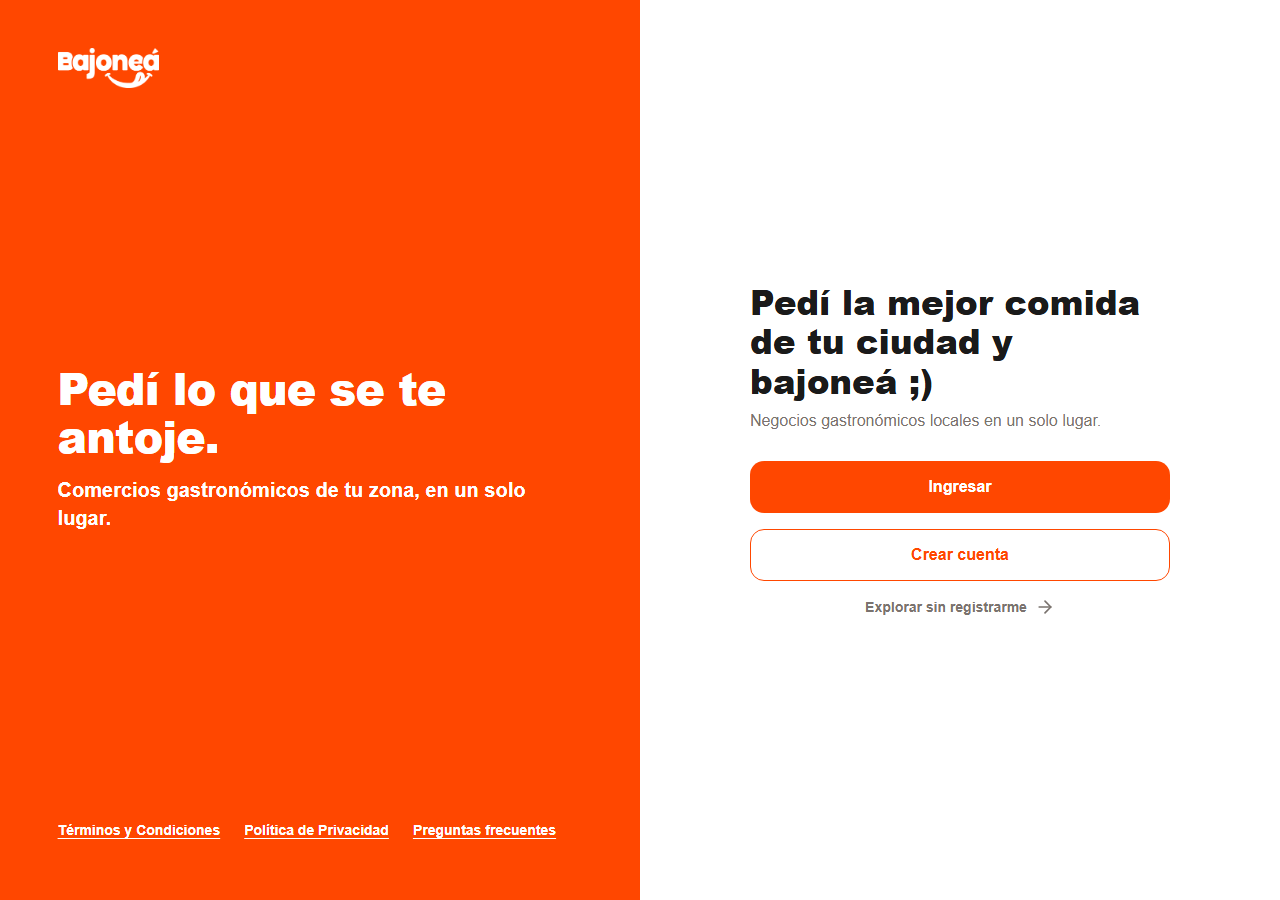 Bajoneá
Pedí lo que se te
antoje.
Comercios gastronómicos de tu zona, en un solo
lugar.
Términos y Condiciones Política de Privacidad Preguntas frecuentes
Pedí la mejor comida
de tu ciudad y
bajoneá ;)
Negocios gastronómicos locales en un solo lugar.
Ingresar
Crear cuenta
Explorar sin registrarme →